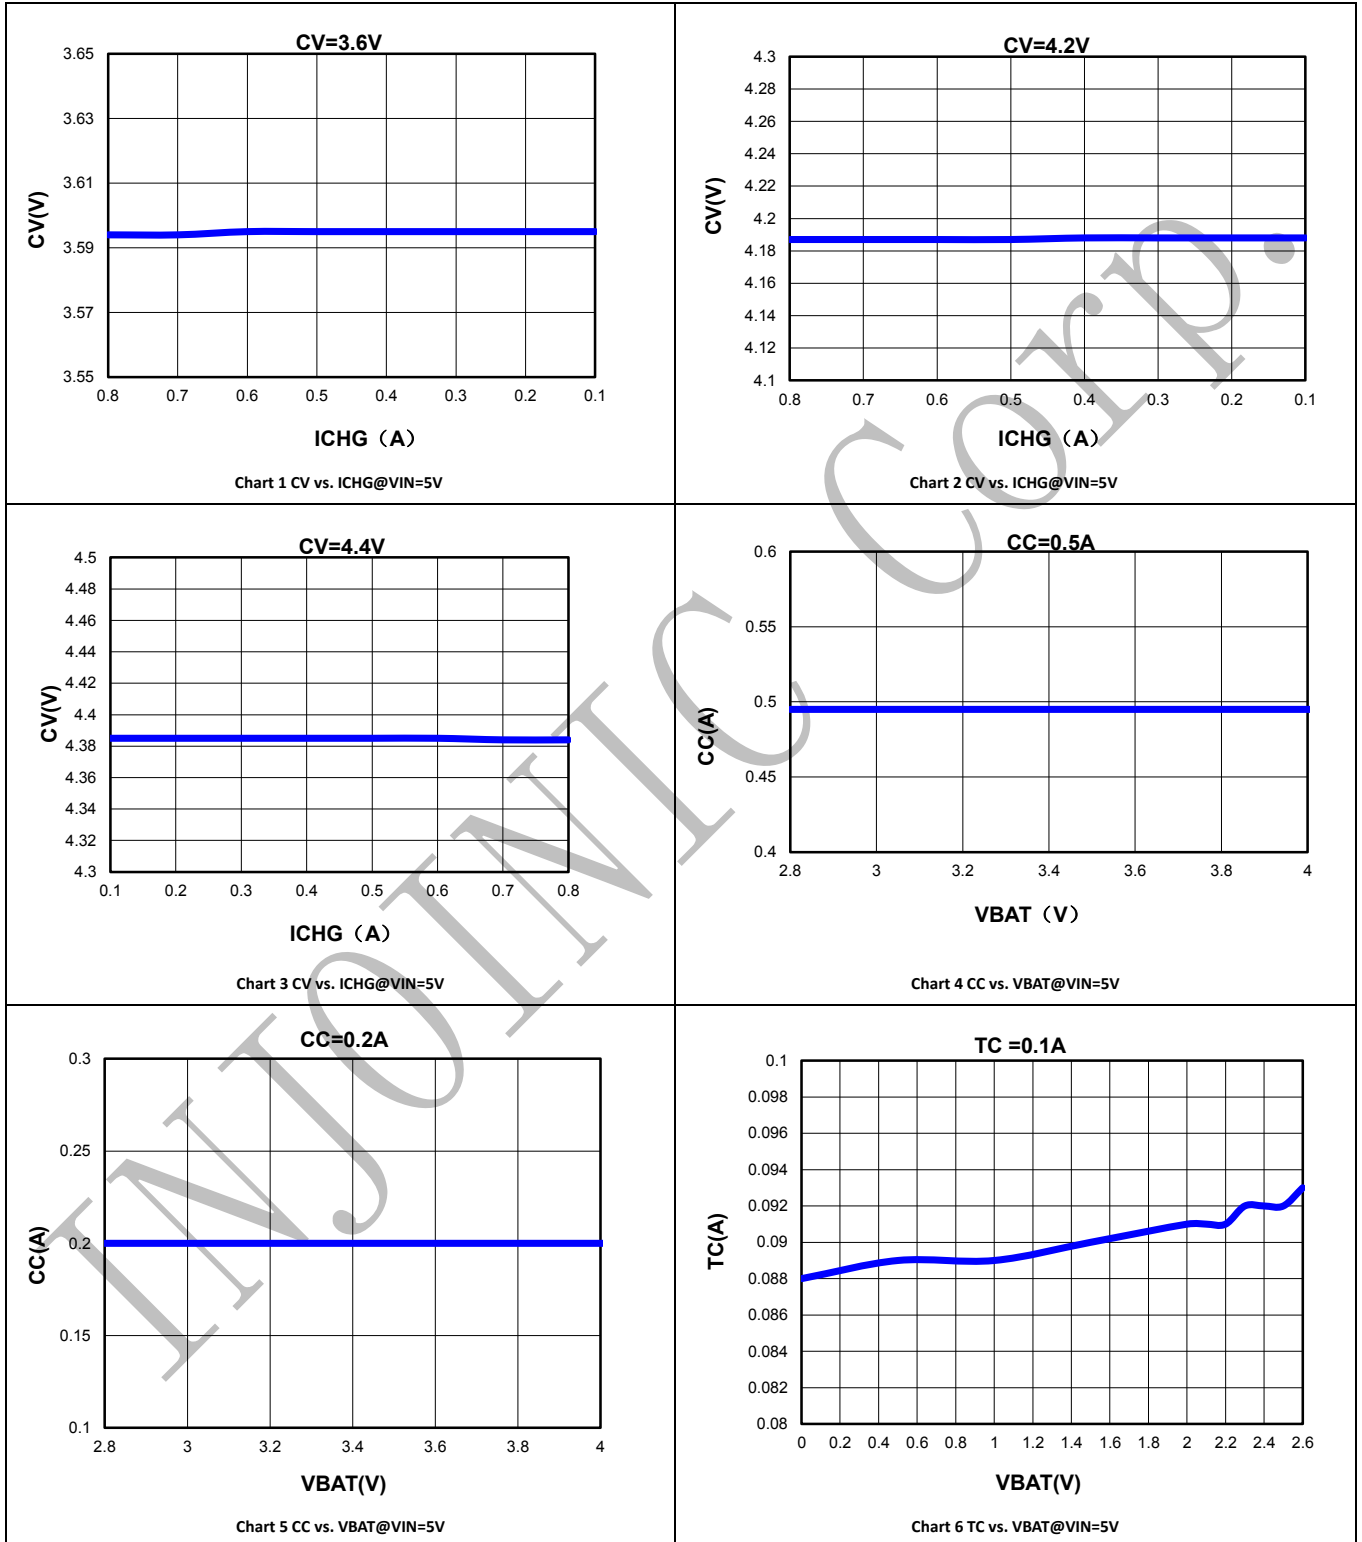 CV=3.6V
3.65
3.63
3.61
3.59
3.57
3.55
CV(V)
0.8 0.7 0.6 0.5 0.4 0.3 0.2 0.1
ICHG（A）
Chart 1 CV vs. ICHG@VIN=5V
CV=4.2V
4.3
4.28
4.26
4.24
4.22
4.2
4.18
4.16
4.14
4.12
4.1
CV(V)
0.8 0.7 0.6 0.5 0.4 0.3 0.2 0.1
ICHG（A）
Chart 2 CV vs. ICHG@VIN=5V
CV=4.4V
4.5
4.48
4.46
4.44
4.42
4.4
4.38
4.36
4.34
4.32
4.3
CV(V)
0.1 0.2 0.3 0.4 0.5 0.6 0.7 0.8
ICHG（A）
Chart 3 CV vs. ICHG@VIN=5V
CC=0.5A
0.6
0.55
0.5
0.45
0.4
CC(A)
2.8 3 3.2 3.4 3.6 3.8 4
VBAT（V）
Chart 4 CC vs. VBAT@VIN=5V
CC=0.2A
0.3
0.25
0.2
0.15
0.1
CC(A)
2.8 3 3.2 3.4 3.6 3.8 4
VBAT(V)
Chart 5 CC vs. VBAT@VIN=5V
TC =0.1A
0.1
0.098
0.096
0.094
0.092
0.09
0.088
0.086
0.084
0.082
0.08
TC(A)
0 0.2 0.4 0.6 0.8 1 1.2 1.4 1.6 1.8 2 2.2 2.4 2.6
VBAT(V)
Chart 6 TC vs. VBAT@VIN=5V
INJOINIC Corp.